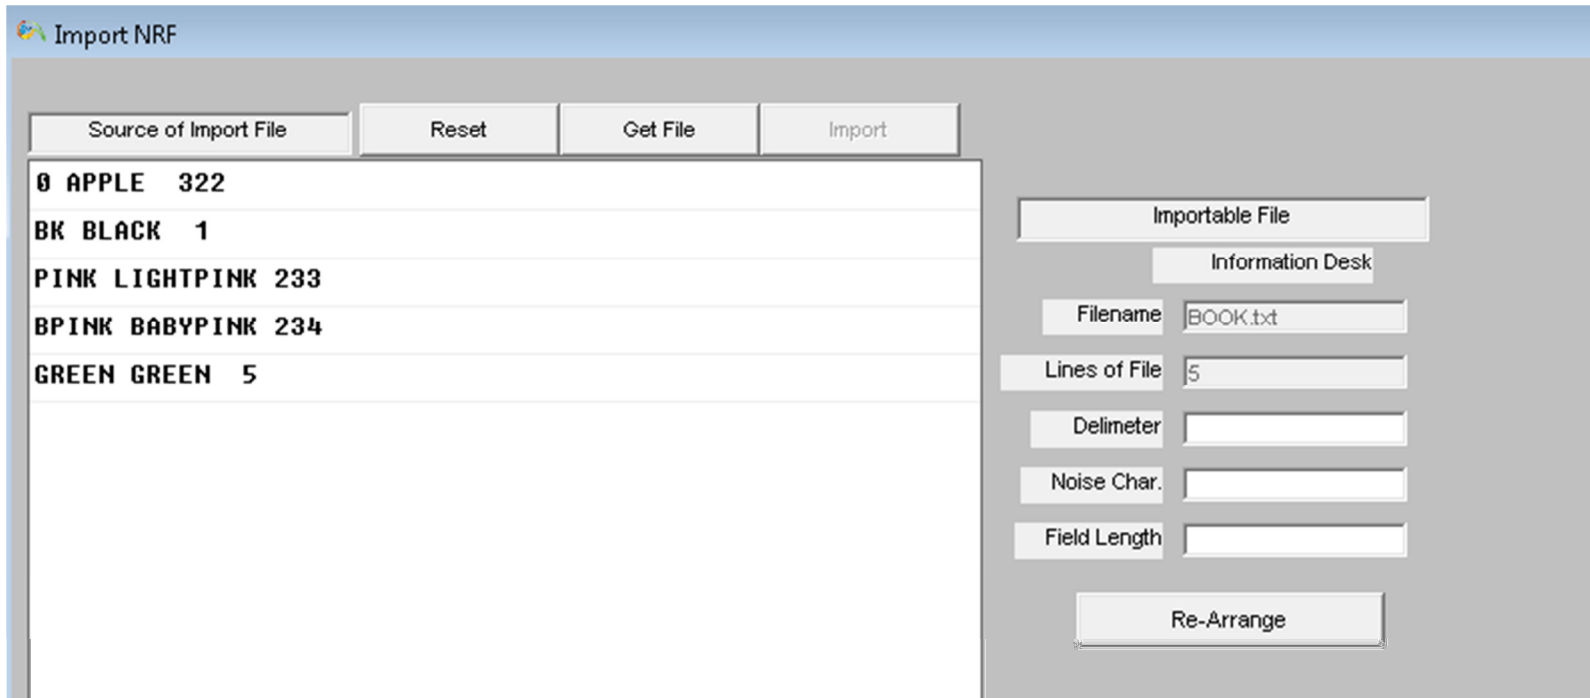 Import NRF
Source of Import File Reset Get File Import
0 APPLE  322
BK BLACK  1
PINK LIGHTPINK 233
BPINK BABYPINK 234
GREEN GREEN  5
Importable File
Information Desk
Filename BOOK.txt
Lines of File 5
Delimeter
Noise Char.
Field Length
Re-Arrange